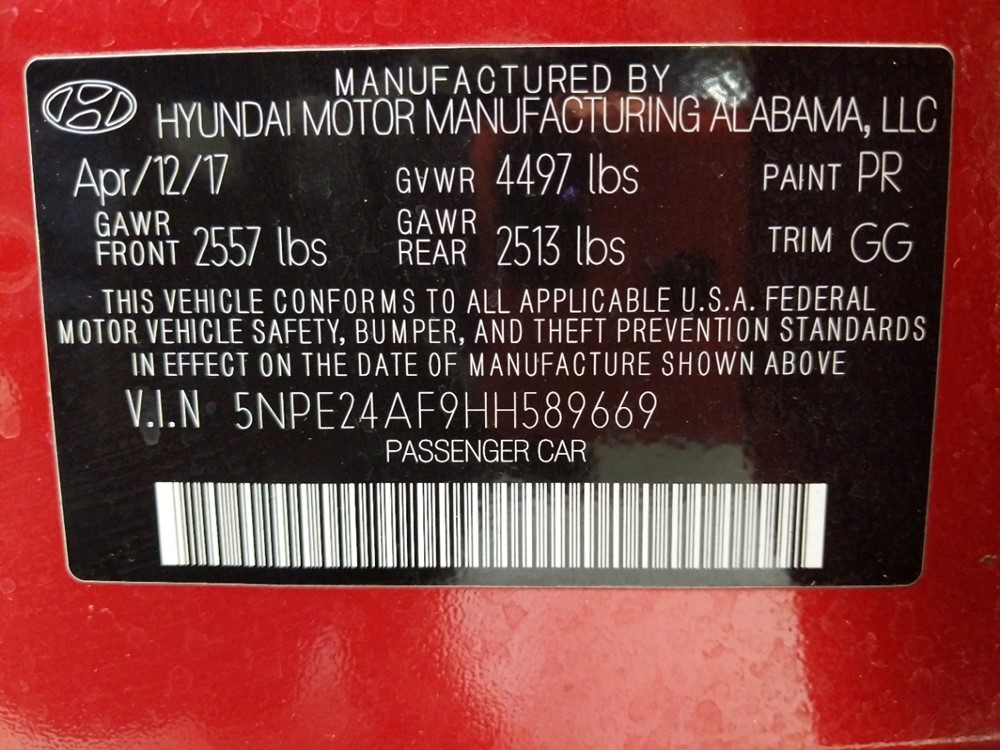 MANUFACTURED BY
HYUNDAI MOTOR MANUFACTURING ALABAMA, LLC
Apr/12/17 GVWR 4497 lbs PAINT PR
GAWR FRONT 2557 lbs GAWR REAR 2513 lbs TRIM GG
THIS VEHICLE CONFORMS TO ALL APPLICABLE U.S.A. FEDERAL
MOTOR VEHICLE SAFETY, BUMPER, AND THEFT PREVENTION STANDARDS
IN EFFECT ON THE DATE OF MANUFACTURE SHOWN ABOVE
V.I.N 5NPE24AF9HH589669
PASSENGER CAR